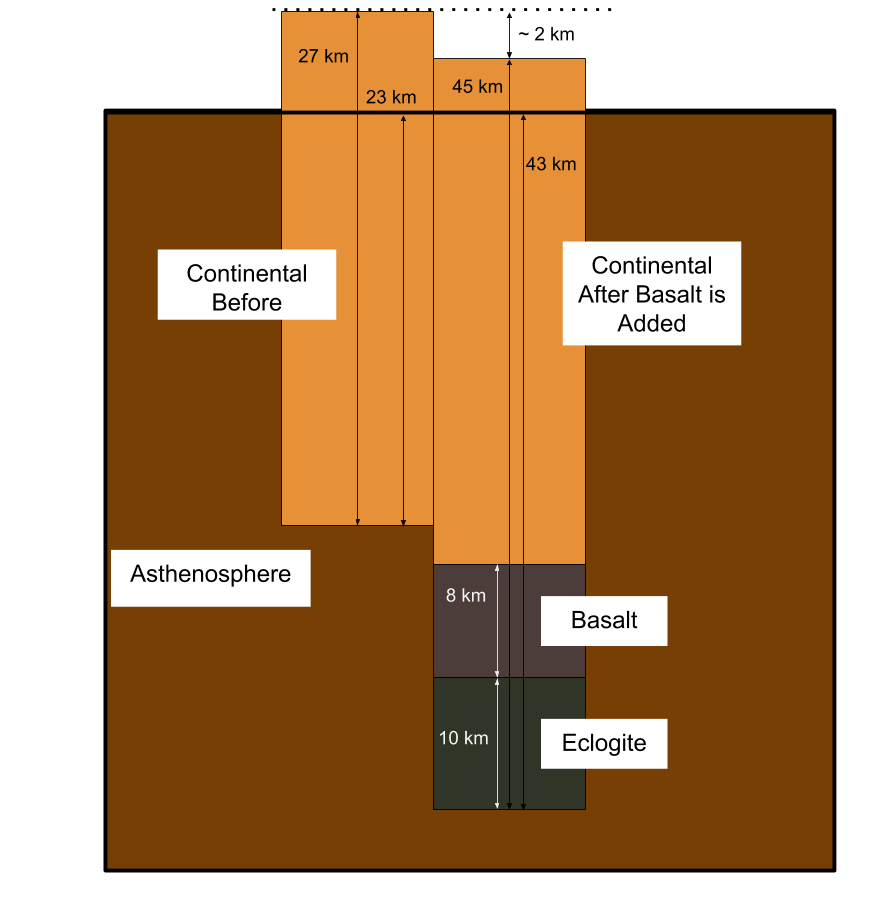 ~ 2 km
27 km
45 km
23 km
43 km
Continental
Before
Continental
After Basalt is
Added
Asthenosphere
8 km
Basalt
10 km
Eclogite